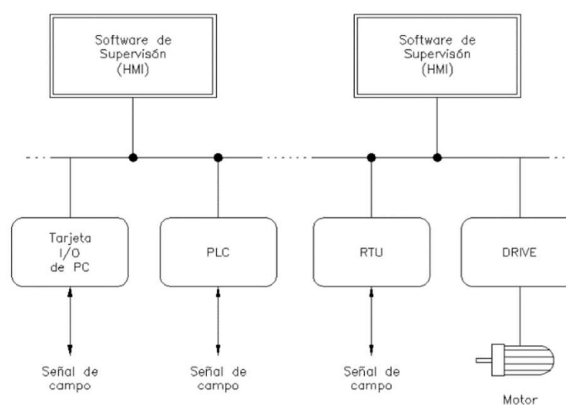 Software de
Supervisón
(HMI)
Software de
Supervisón
(HMI)
Tarjeta
I/O
de PC
PLC
RTU
DRIVE
Señal de
campo
Señal de
campo
Señal de
campo
Motor